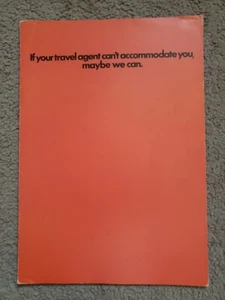 If your travel agent can't accommodate you,
maybe we can.